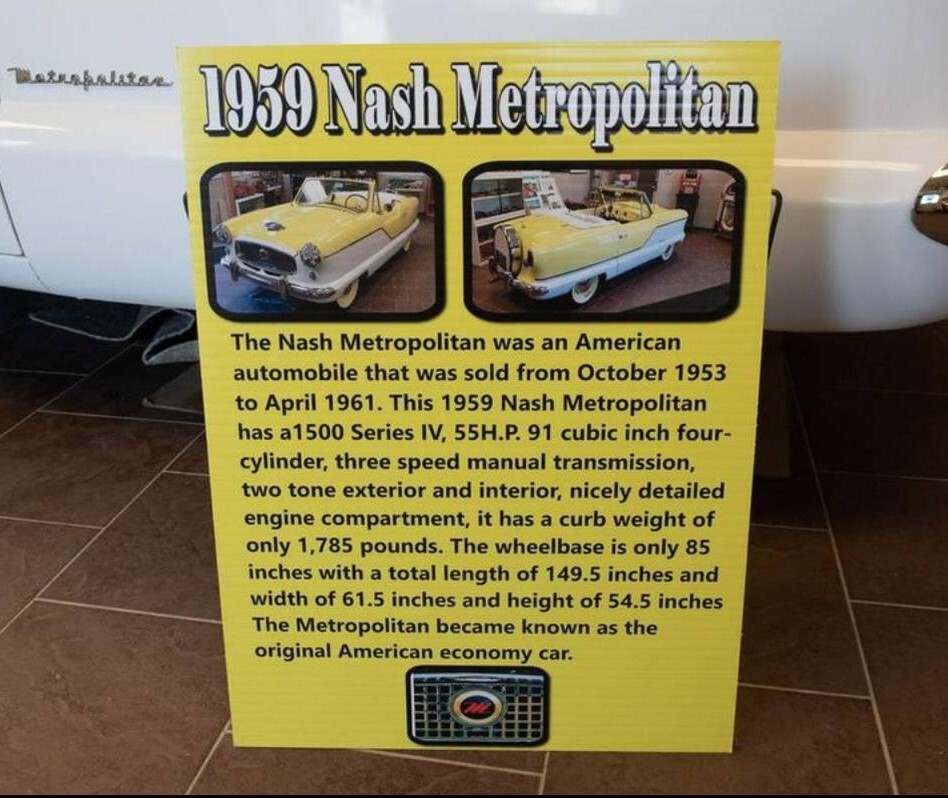 Metropolitan
1959 Nash Metropolitan
The Nash Metropolitan was an American
automobile that was sold from October 1953
to April 1961. This 1959 Nash Metropolitan
has a1500 Series IV, 55H.P. 91 cubic inch four-
cylinder, three speed manual transmission,
two tone exterior and interior, nicely detailed
engine compartment, it has a curb weight of
only 1,785 pounds. The wheelbase is only 85
inches with a total length of 149.5 inches and
width of 61.5 inches and height of 54.5 inches
The Metropolitan became known as the
original American economy car.
M